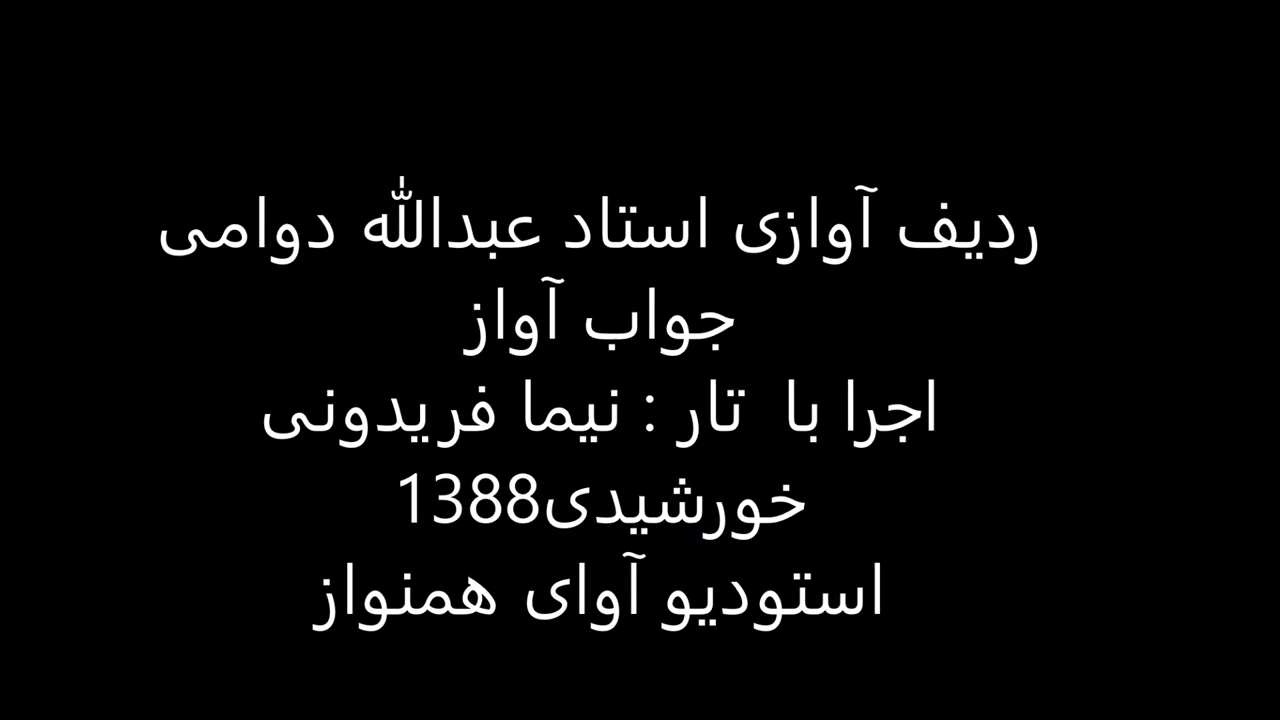 ردیف آوازی استاد عبدالله دوامی
جواب آواز
اجرا با  تار : نیما فریدونی
خورشیدی1388
استودیو آوای همنواز